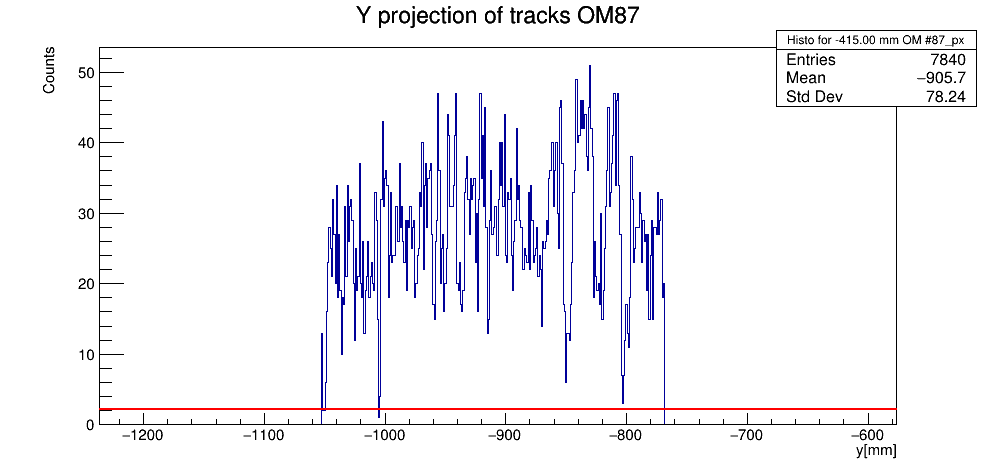 Y projection of tracks OM87
Histo for -415.00 mm OM #87_px
Entries 7840
Mean −905.7
Std Dev 78.24
Counts
50
40
30
20
10
0
−1200 −1100 −1000 −900 −800 −700 −600
y[mm]